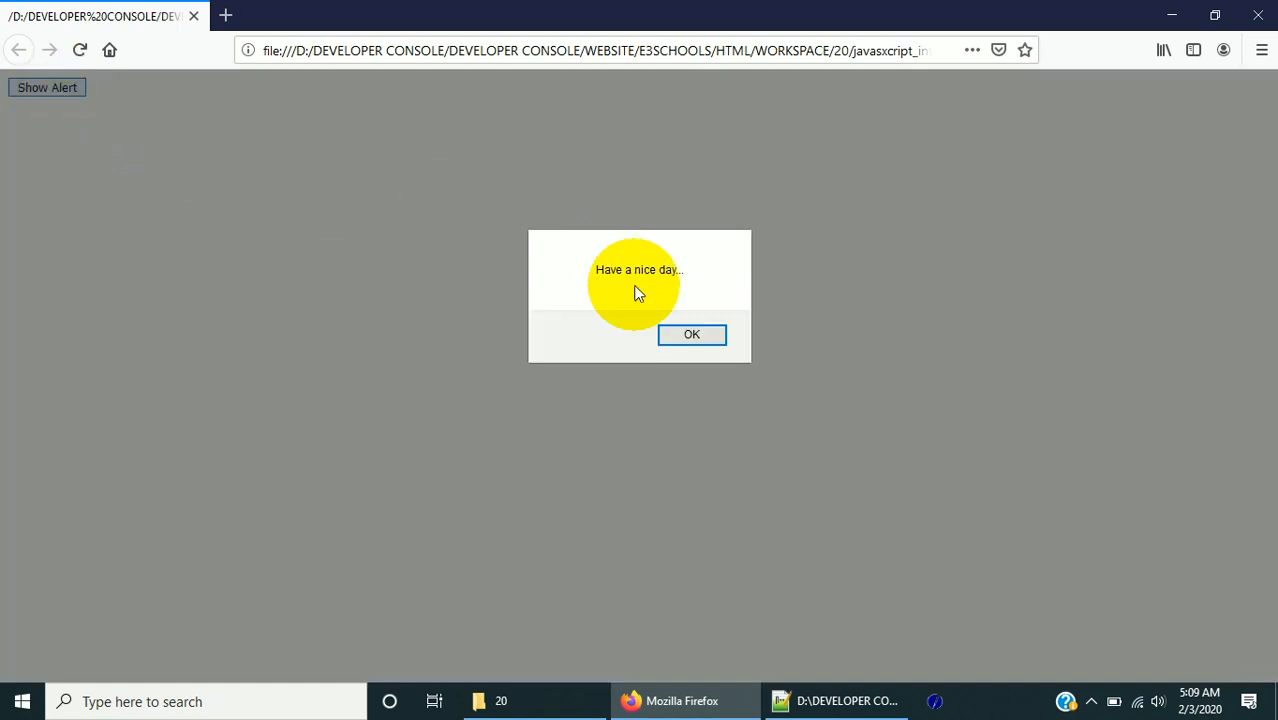 /D:/DEVELOPER%20CONSOLE/DEV
file:///D:/DEVELOPER CONSOLE/DEVELOPER CONSOLE/WEBSITE/E3SCHOOLS/HTML/WORKSPACE/20/javasxcript_in
Show Alert
Have a nice day...
OK
Type here to search
20
Mozilla Firefox
D:\DEVELOPER CO...
5:09 AM
2/3/2020